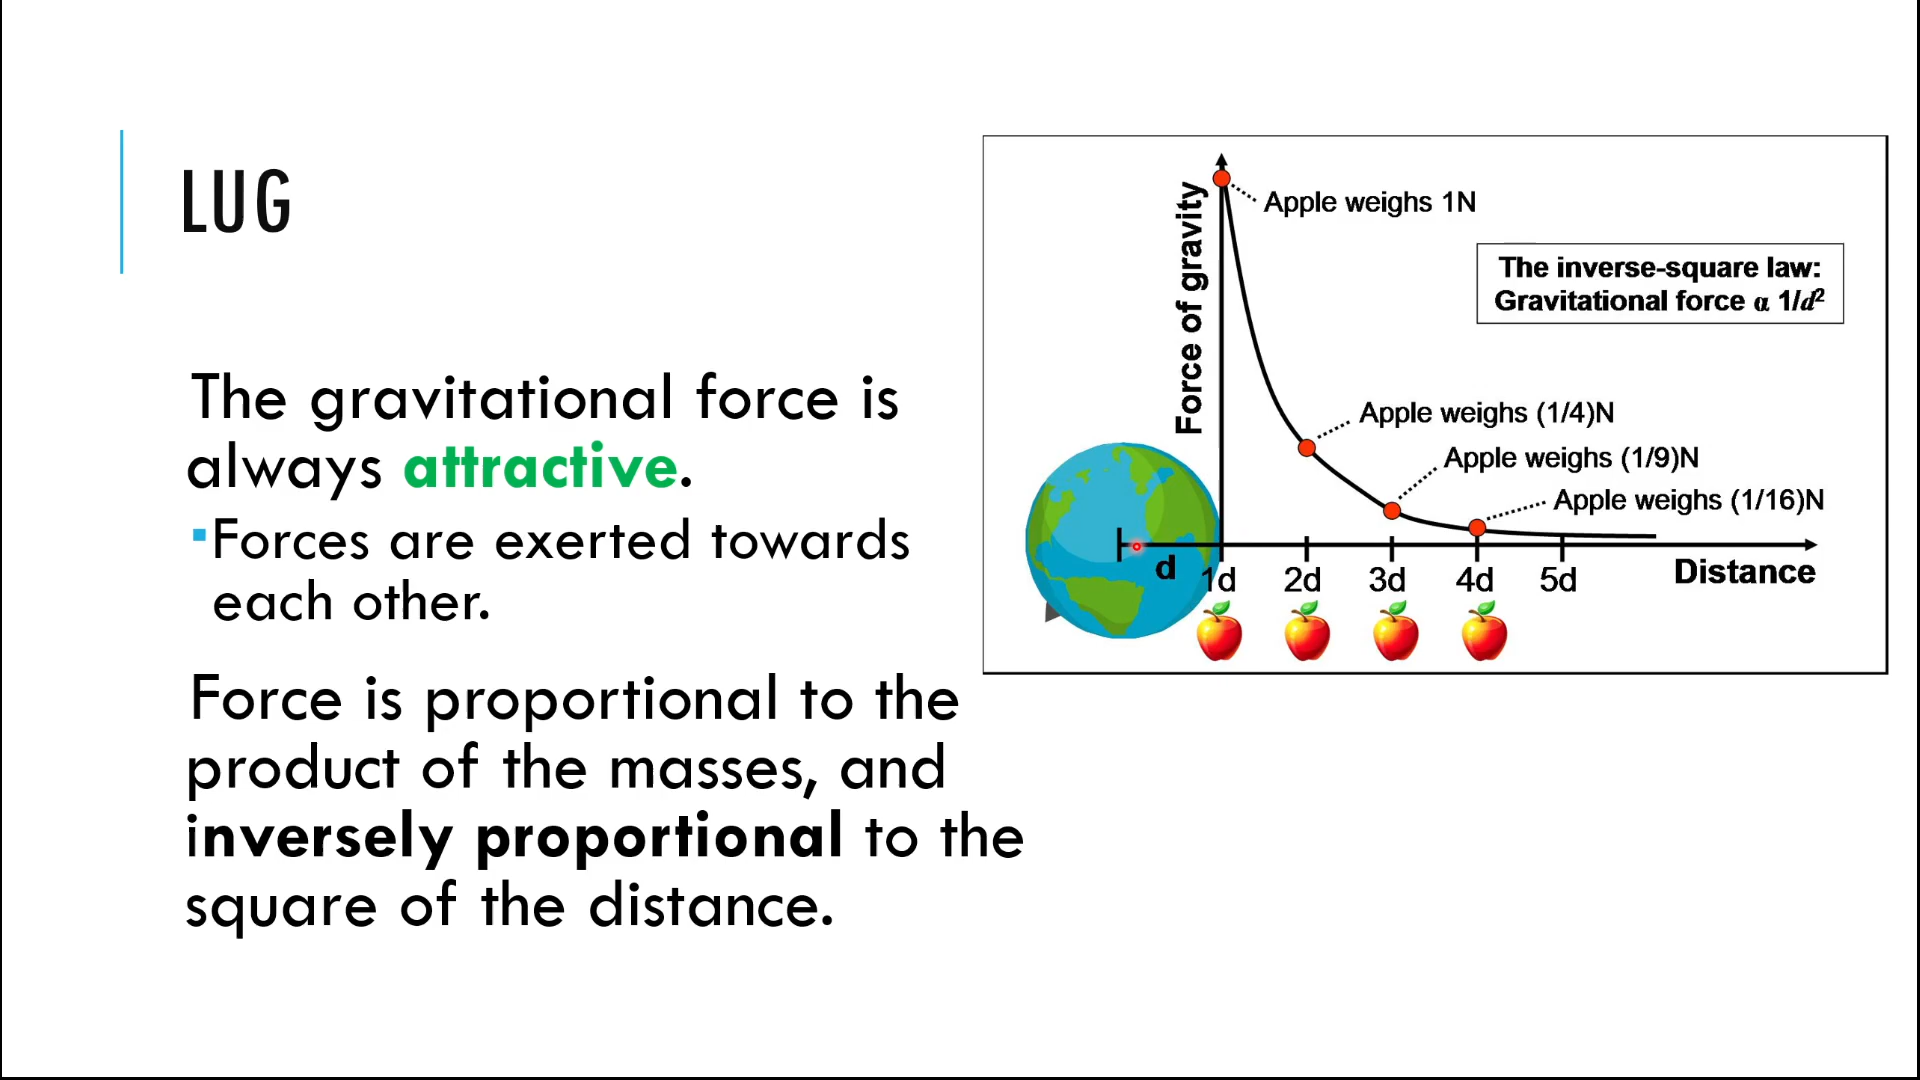 LUG
The gravitational force is
always attractive.
▪Forces are exerted towards
each other.
Force is proportional to the
product of the masses, and
inversely proportional to the
square of the distance.
Force of gravity
Apple weighs 1N
The inverse-square law:
Gravitational force α 1/d²
Apple weighs (1/4)N
Apple weighs (1/9)N
Apple weighs (1/16)N
d
1d 2d 3d 4d 5d
Distance